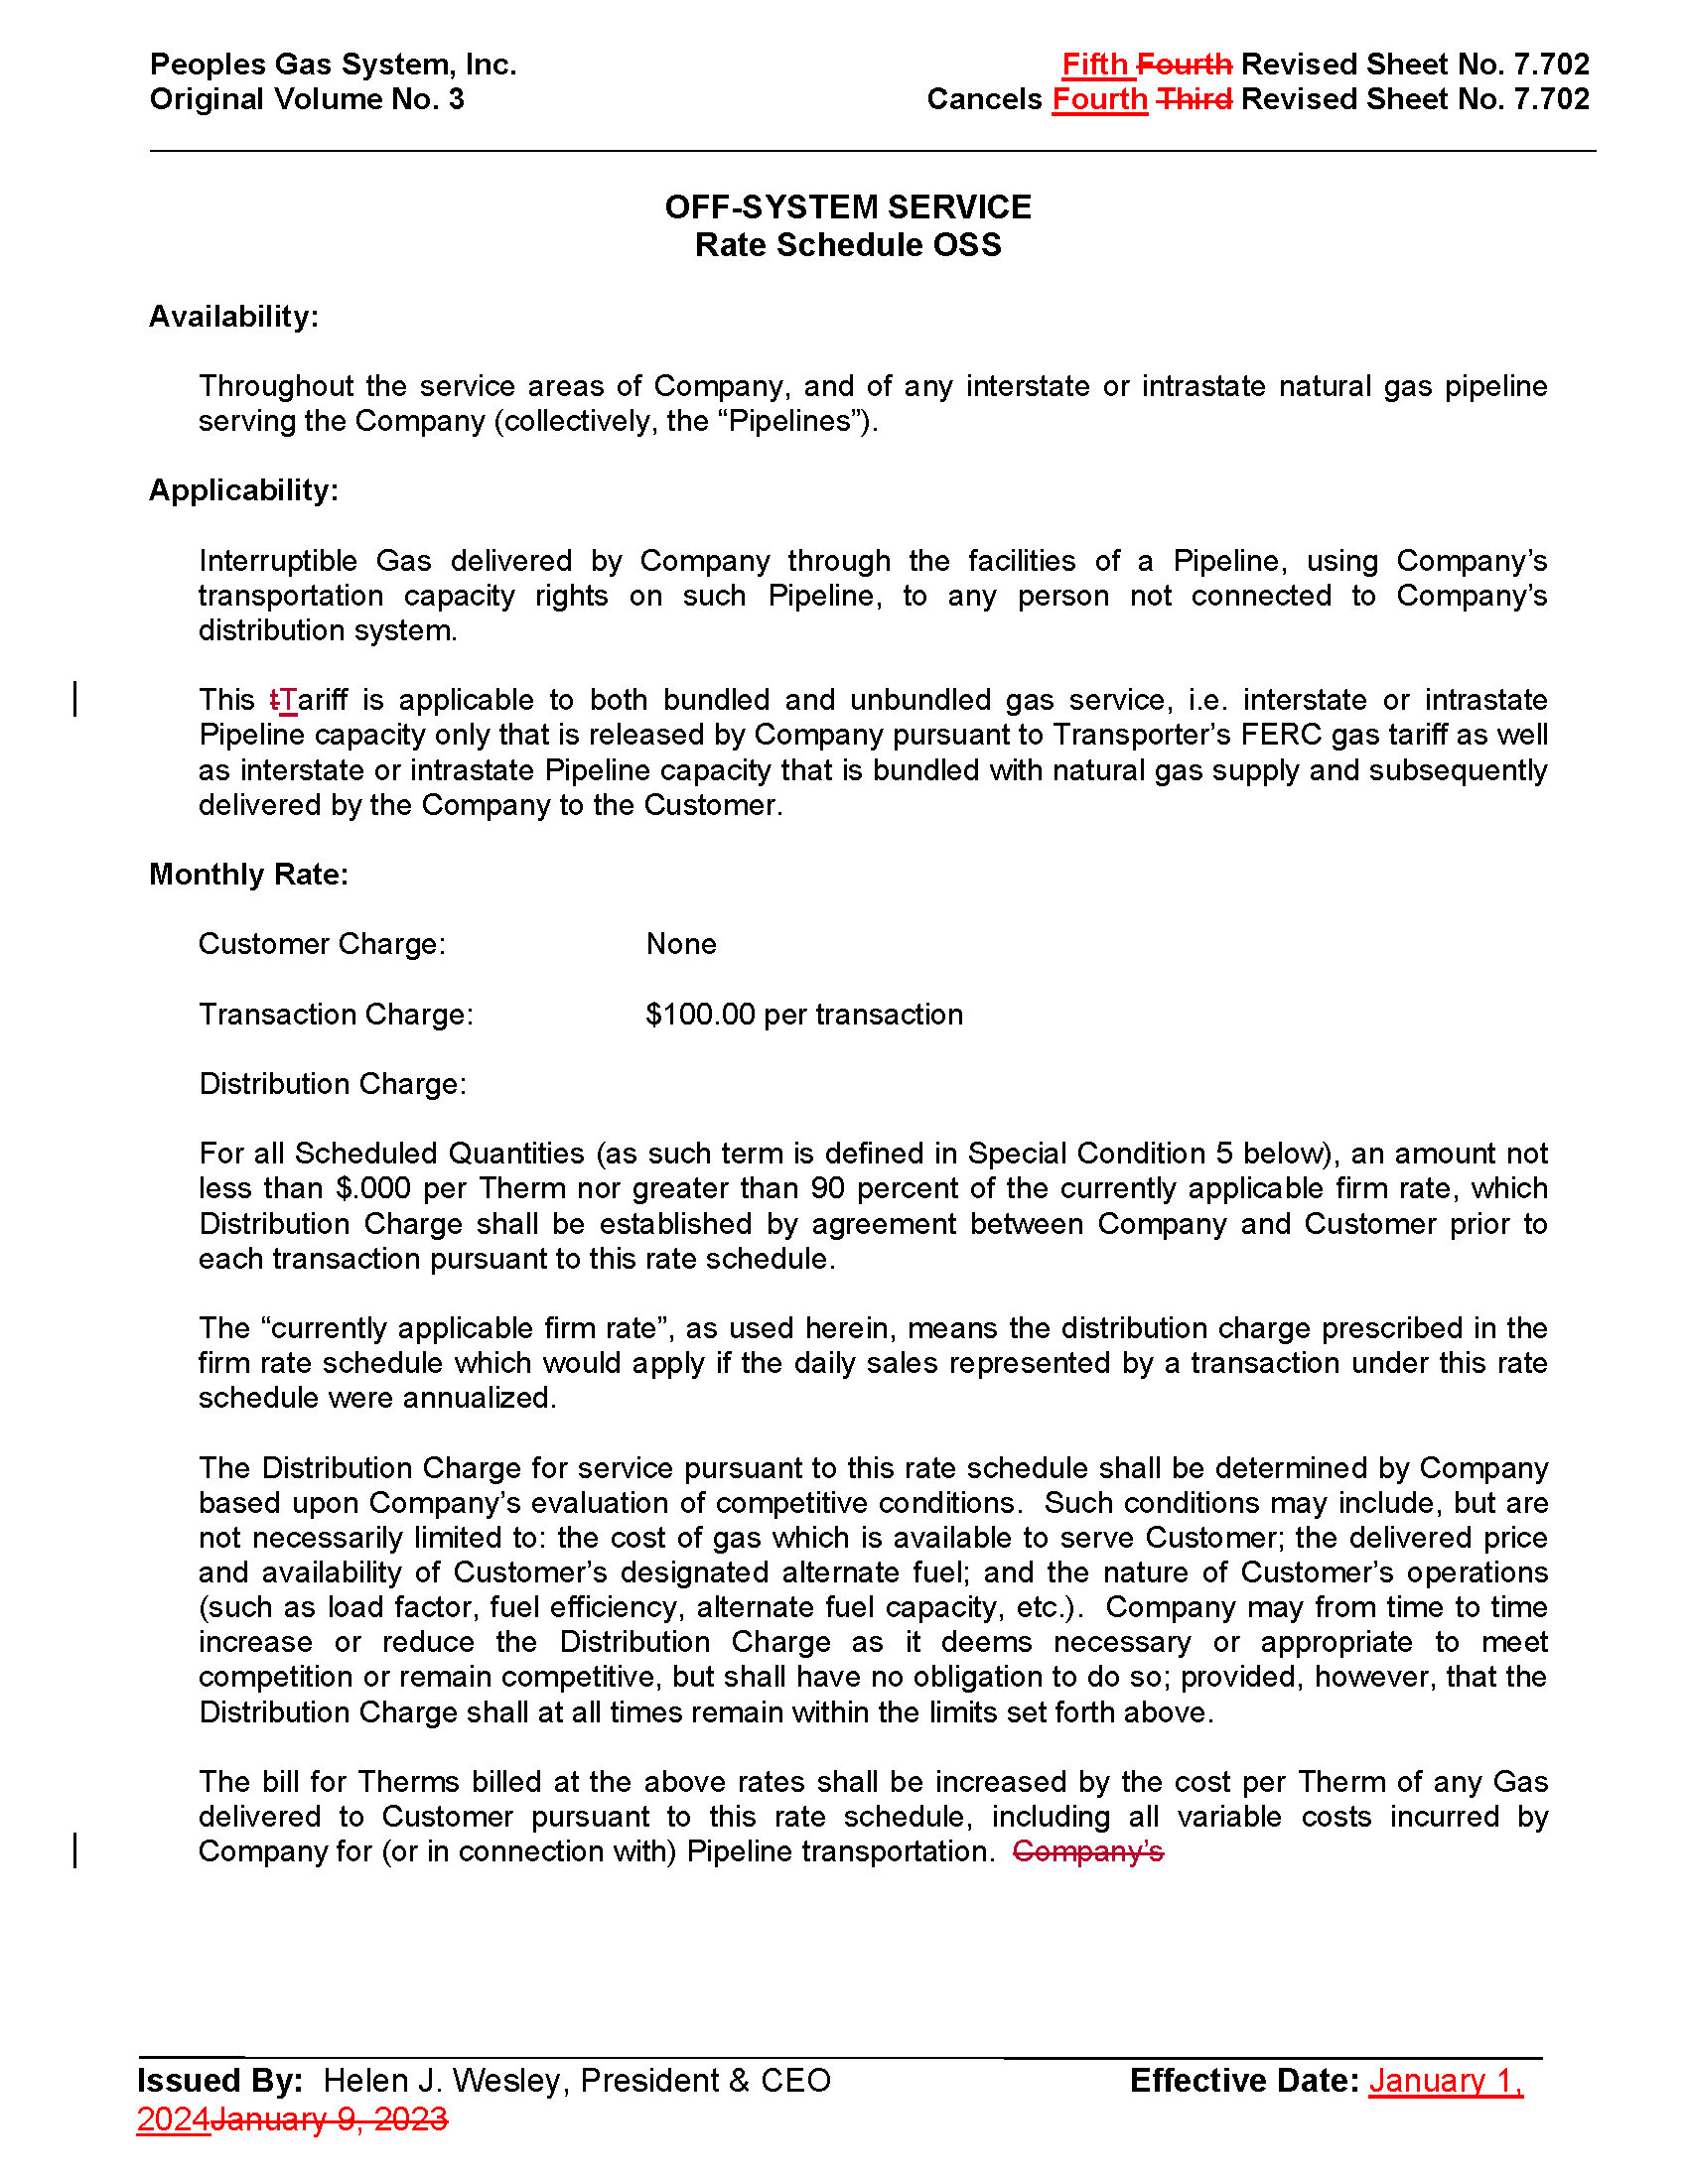 Peoples Gas System, Inc.
Fifth Fourth Revised Sheet No. 7.702
Original Volume No. 3
Cancels Fourth Third Revised Sheet No. 7.702
OFF-SYSTEM SERVICE
Rate Schedule OSS
Availability:
Throughout the service areas of Company, and of any interstate or intrastate natural gas pipeline
serving the Company (collectively, the “Pipelines”).
Applicability:
Interruptible Gas delivered by Company through the facilities of a Pipeline, using Company’s
transportation capacity rights on such Pipeline, to any person not connected to Company’s
distribution system.
This tTariff is applicable to both bundled and unbundled gas service, i.e. interstate or intrastate
Pipeline capacity only that is released by Company pursuant to Transporter’s FERC gas tariff as well
as interstate or intrastate Pipeline capacity that is bundled with natural gas supply and subsequently
delivered by the Company to the Customer.
Monthly Rate:
Customer Charge: None
Transaction Charge: $100.00 per transaction
Distribution Charge:
For all Scheduled Quantities (as such term is defined in Special Condition 5 below), an amount not
less than $.000 per Therm nor greater than 90 percent of the currently applicable firm rate, which
Distribution Charge shall be established by agreement between Company and Customer prior to
each transaction pursuant to this rate schedule.
The “currently applicable firm rate”, as used herein, means the distribution charge prescribed in the
firm rate schedule which would apply if the daily sales represented by a transaction under this rate
schedule were annualized.
The Distribution Charge for service pursuant to this rate schedule shall be determined by Company
based upon Company’s evaluation of competitive conditions. Such conditions may include, but are
not necessarily limited to: the cost of gas which is available to serve Customer; the delivered price
and availability of Customer’s designated alternate fuel; and the nature of Customer’s operations
(such as load factor, fuel efficiency, alternate fuel capacity, etc.). Company may from time to time
increase or reduce the Distribution Charge as it deems necessary or appropriate to meet
competition or remain competitive, but shall have no obligation to do so; provided, however, that the
Distribution Charge shall at all times remain within the limits set forth above.
The bill for Therms billed at the above rates shall be increased by the cost per Therm of any Gas
delivered to Customer pursuant to this rate schedule, including all variable costs incurred by
Company for (or in connection with) Pipeline transportation. Company’s
Issued By: Helen J. Wesley, President & CEO
Effective Date: January 1,
2024January 9, 2023